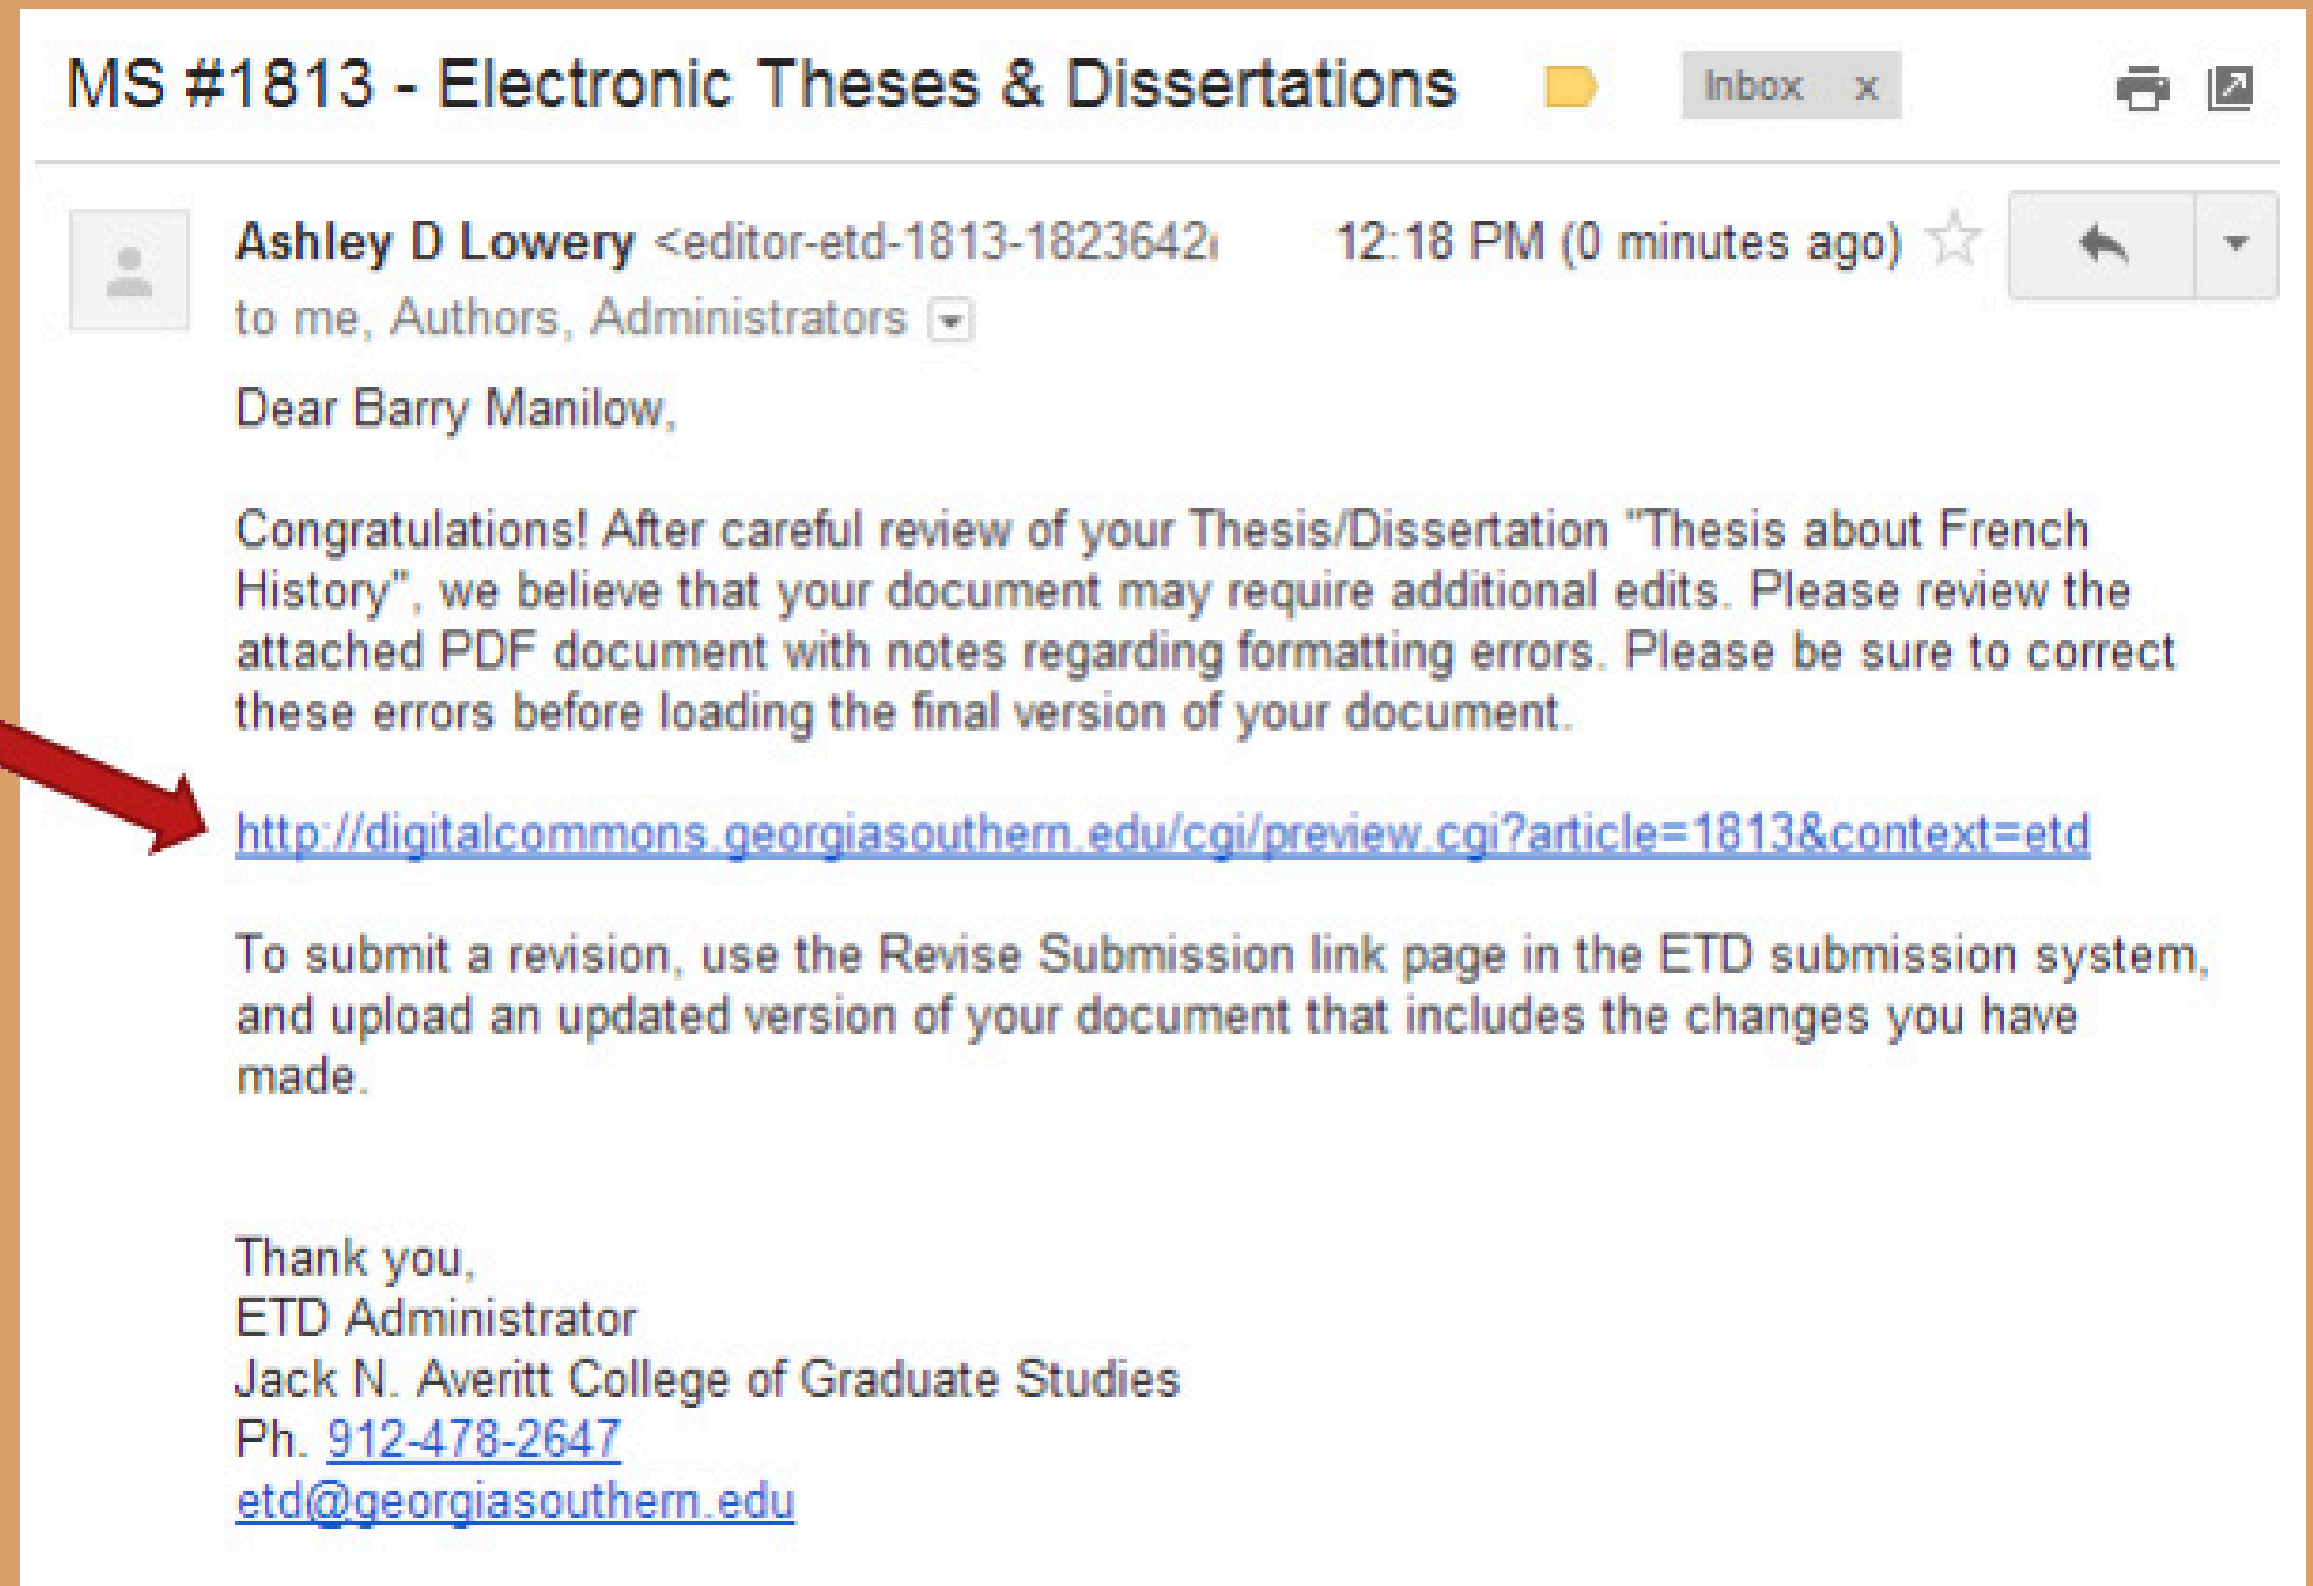 MS #1813 - Electronic Theses & Dissertations Inbox x
Ashley D Lowery <editor-etd-1813-1823642 12:18 PM (0 minutes ago)
to me, Authors, Administrators
Dear Barry Manilow,
Congratulations! After careful review of your Thesis/Dissertation "Thesis about French
History", we believe that your document may require additional edits. Please review the
attached PDF document with notes regarding formatting errors. Please be sure to correct
these errors before loading the final version of your document.
http://digitalcommons.georgiasouthern.edu/cgi/preview.cgi?article=1813&context=etd
To submit a revision, use the Revise Submission link page in the ETD submission system,
and upload an updated version of your document that includes the changes you have
made.
Thank you,
ETD Administrator
Jack N. Averitt College of Graduate Studies
Ph. 912-478-2647
etd@georgiasouthern.edu